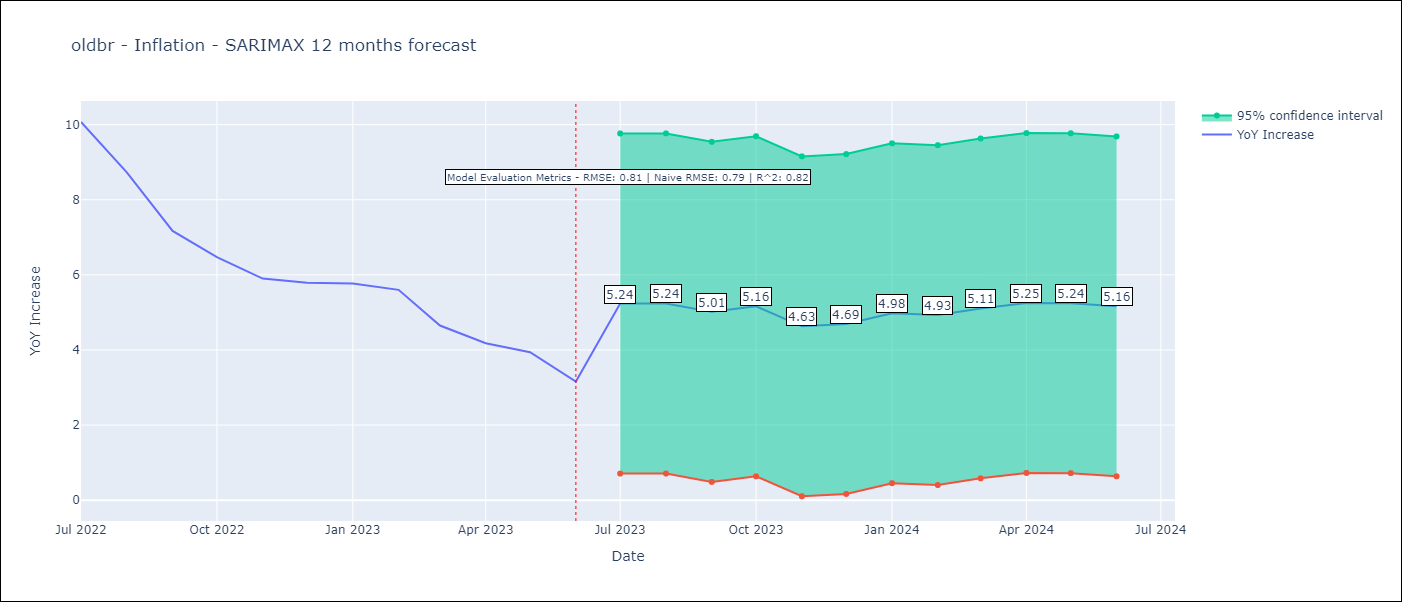 oldbr - Inflation - SARIMAX 12 months forecast
95% confidence interval
YoY Increase
10
8
6
4
2
0
YoY Increase
Model Evaluation Metrics - RMSE: 0.81 | Naive RMSE: 0.79 | R^2: 0.82
5.24 5.24 5.01 5.16 4.63 4.69 4.98 4.93 5.11 5.25 5.24 5.16
Jul 2022 Oct 2022 Jan 2023 Apr 2023 Jul 2023 Oct 2023 Jan 2024 Apr 2024 Jul 2024
Date